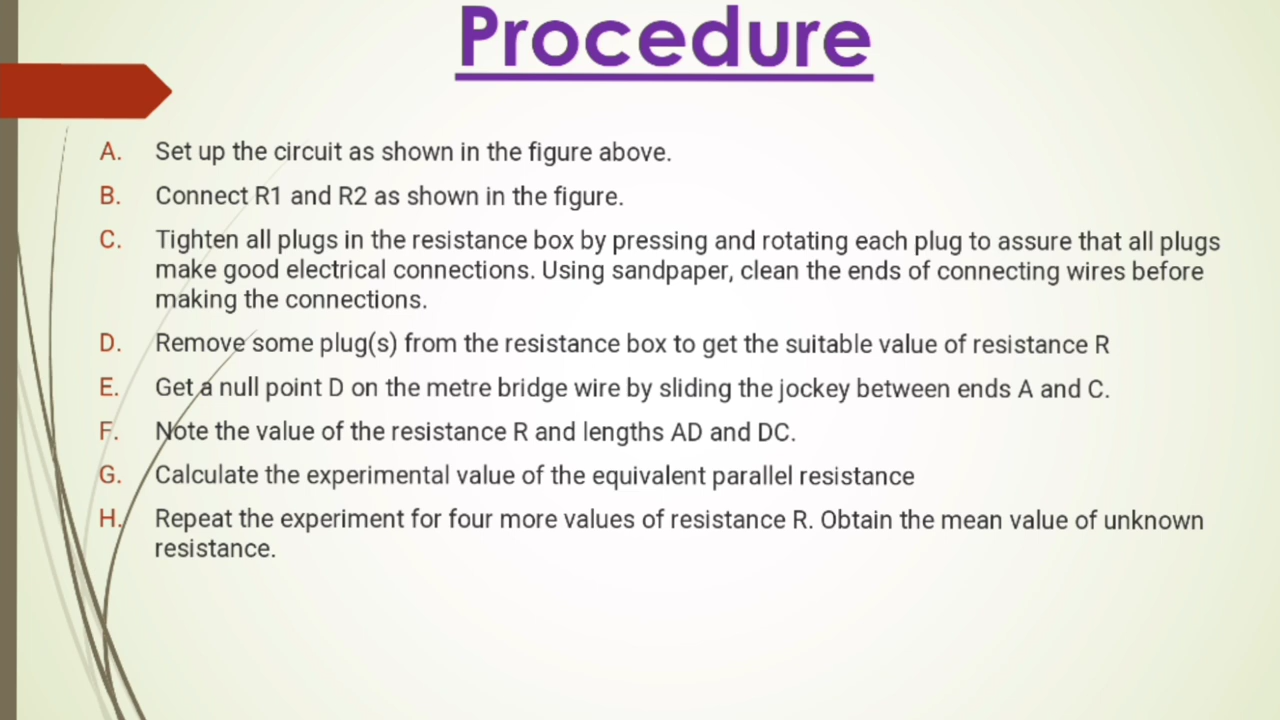 Procedure
A. Set up the circuit as shown in the figure above.
B. Connect R1 and R2 as shown in the figure.
C. Tighten all plugs in the resistance box by pressing and rotating each plug to assure that all plugs
make good electrical connections. Using sandpaper, clean the ends of connecting wires before
making the connections.
D. Remove some plug(s) from the resistance box to get the suitable value of resistance R
E. Get a null point D on the metre bridge wire by sliding the jockey between ends A and C.
F. Note the value of the resistance R and lengths AD and DC.
G. Calculate the experimental value of the equivalent parallel resistance
H. Repeat the experiment for four more values of resistance R. Obtain the mean value of unknown
resistance.